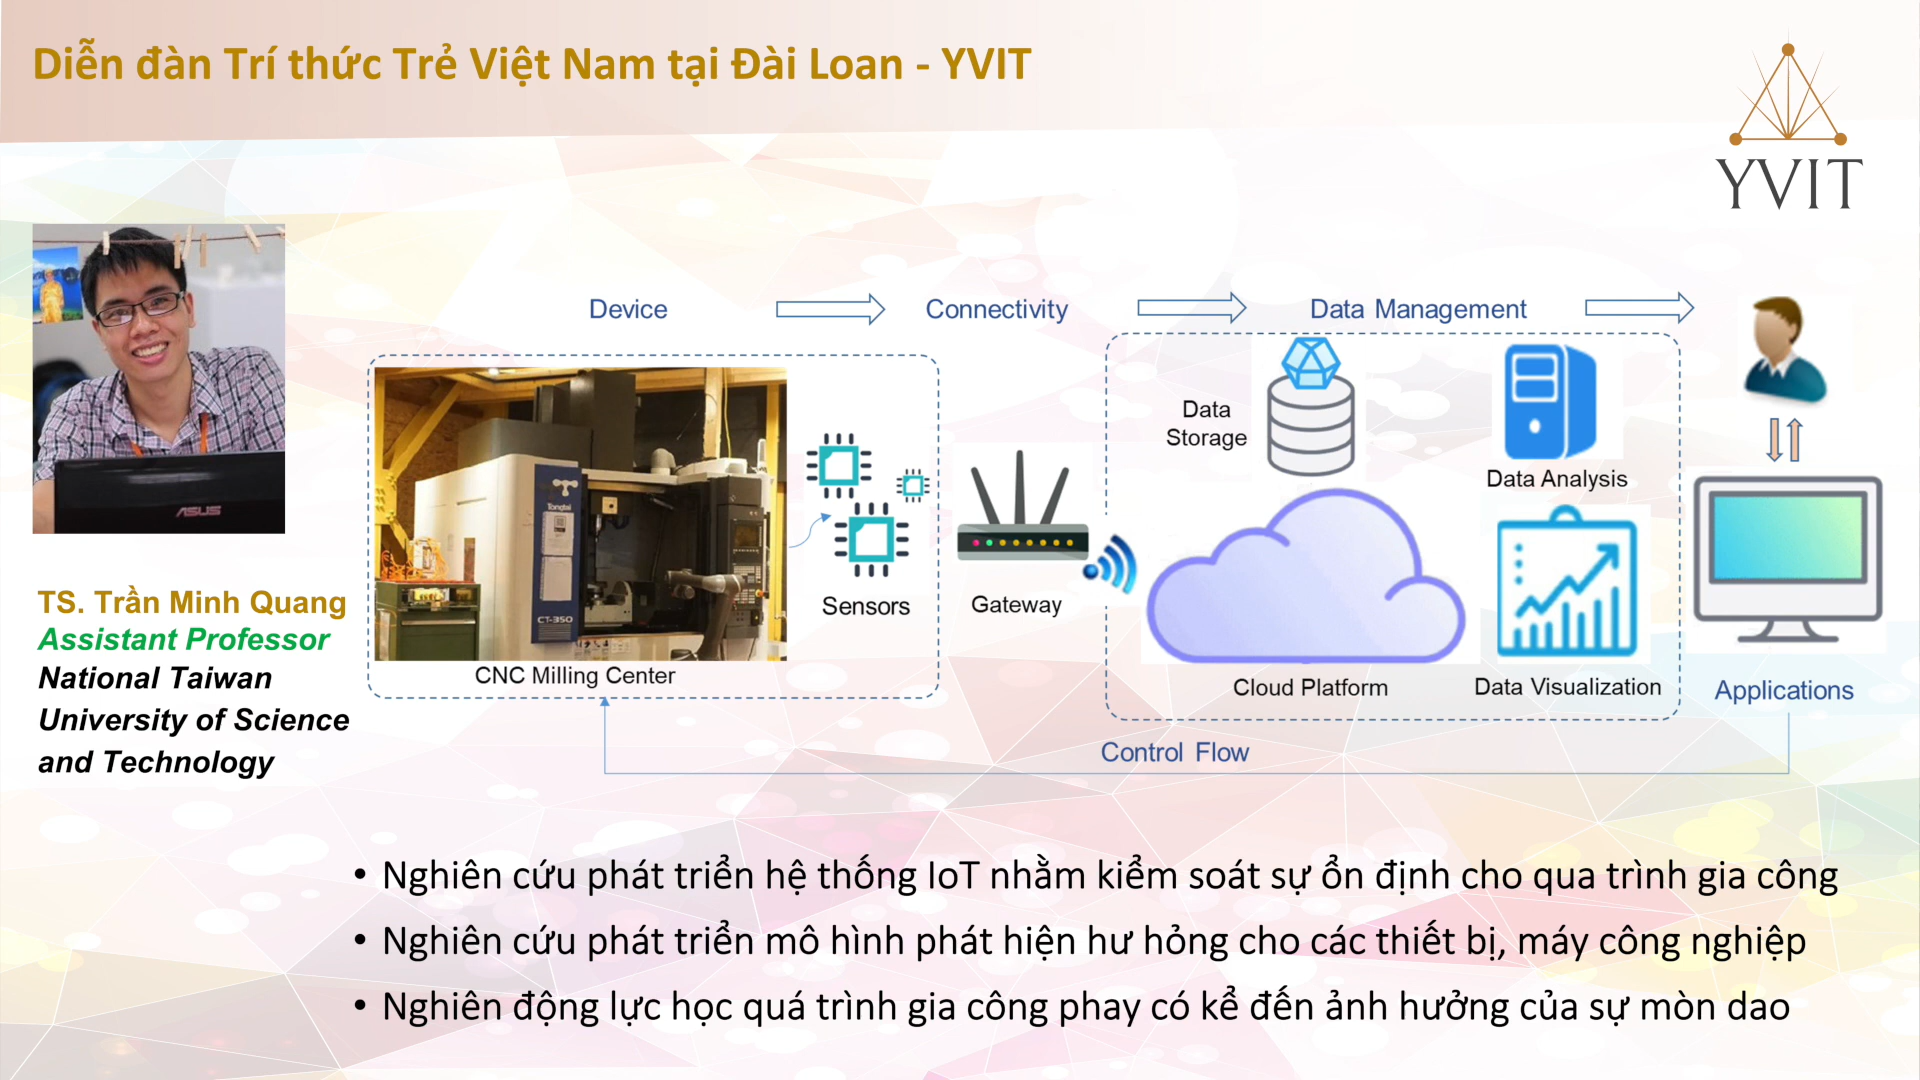 Diễn đàn Trí thức Trẻ Việt Nam tại Đài Loan - YVIT
YVIT
ASUS
TS. Trần Minh Quang
Assistant Professor
National Taiwan
University of Science
and Technology
Device
Connectivity
Data Management
Tongtai
CT-350
CNC Milling Center
Sensors
Gateway
Data
Storage
Data Analysis
Cloud Platform
Data Visualization
Applications
Control Flow
• Nghiên cứu phát triển hệ thống IoT nhằm kiểm soát sự ổn định cho qua trình gia công
• Nghiên cứu phát triển mô hình phát hiện hư hỏng cho các thiết bị, máy công nghiệp
• Nghiên động lực học quá trình gia công phay có kể đến ảnh hưởng của sự mòn dao